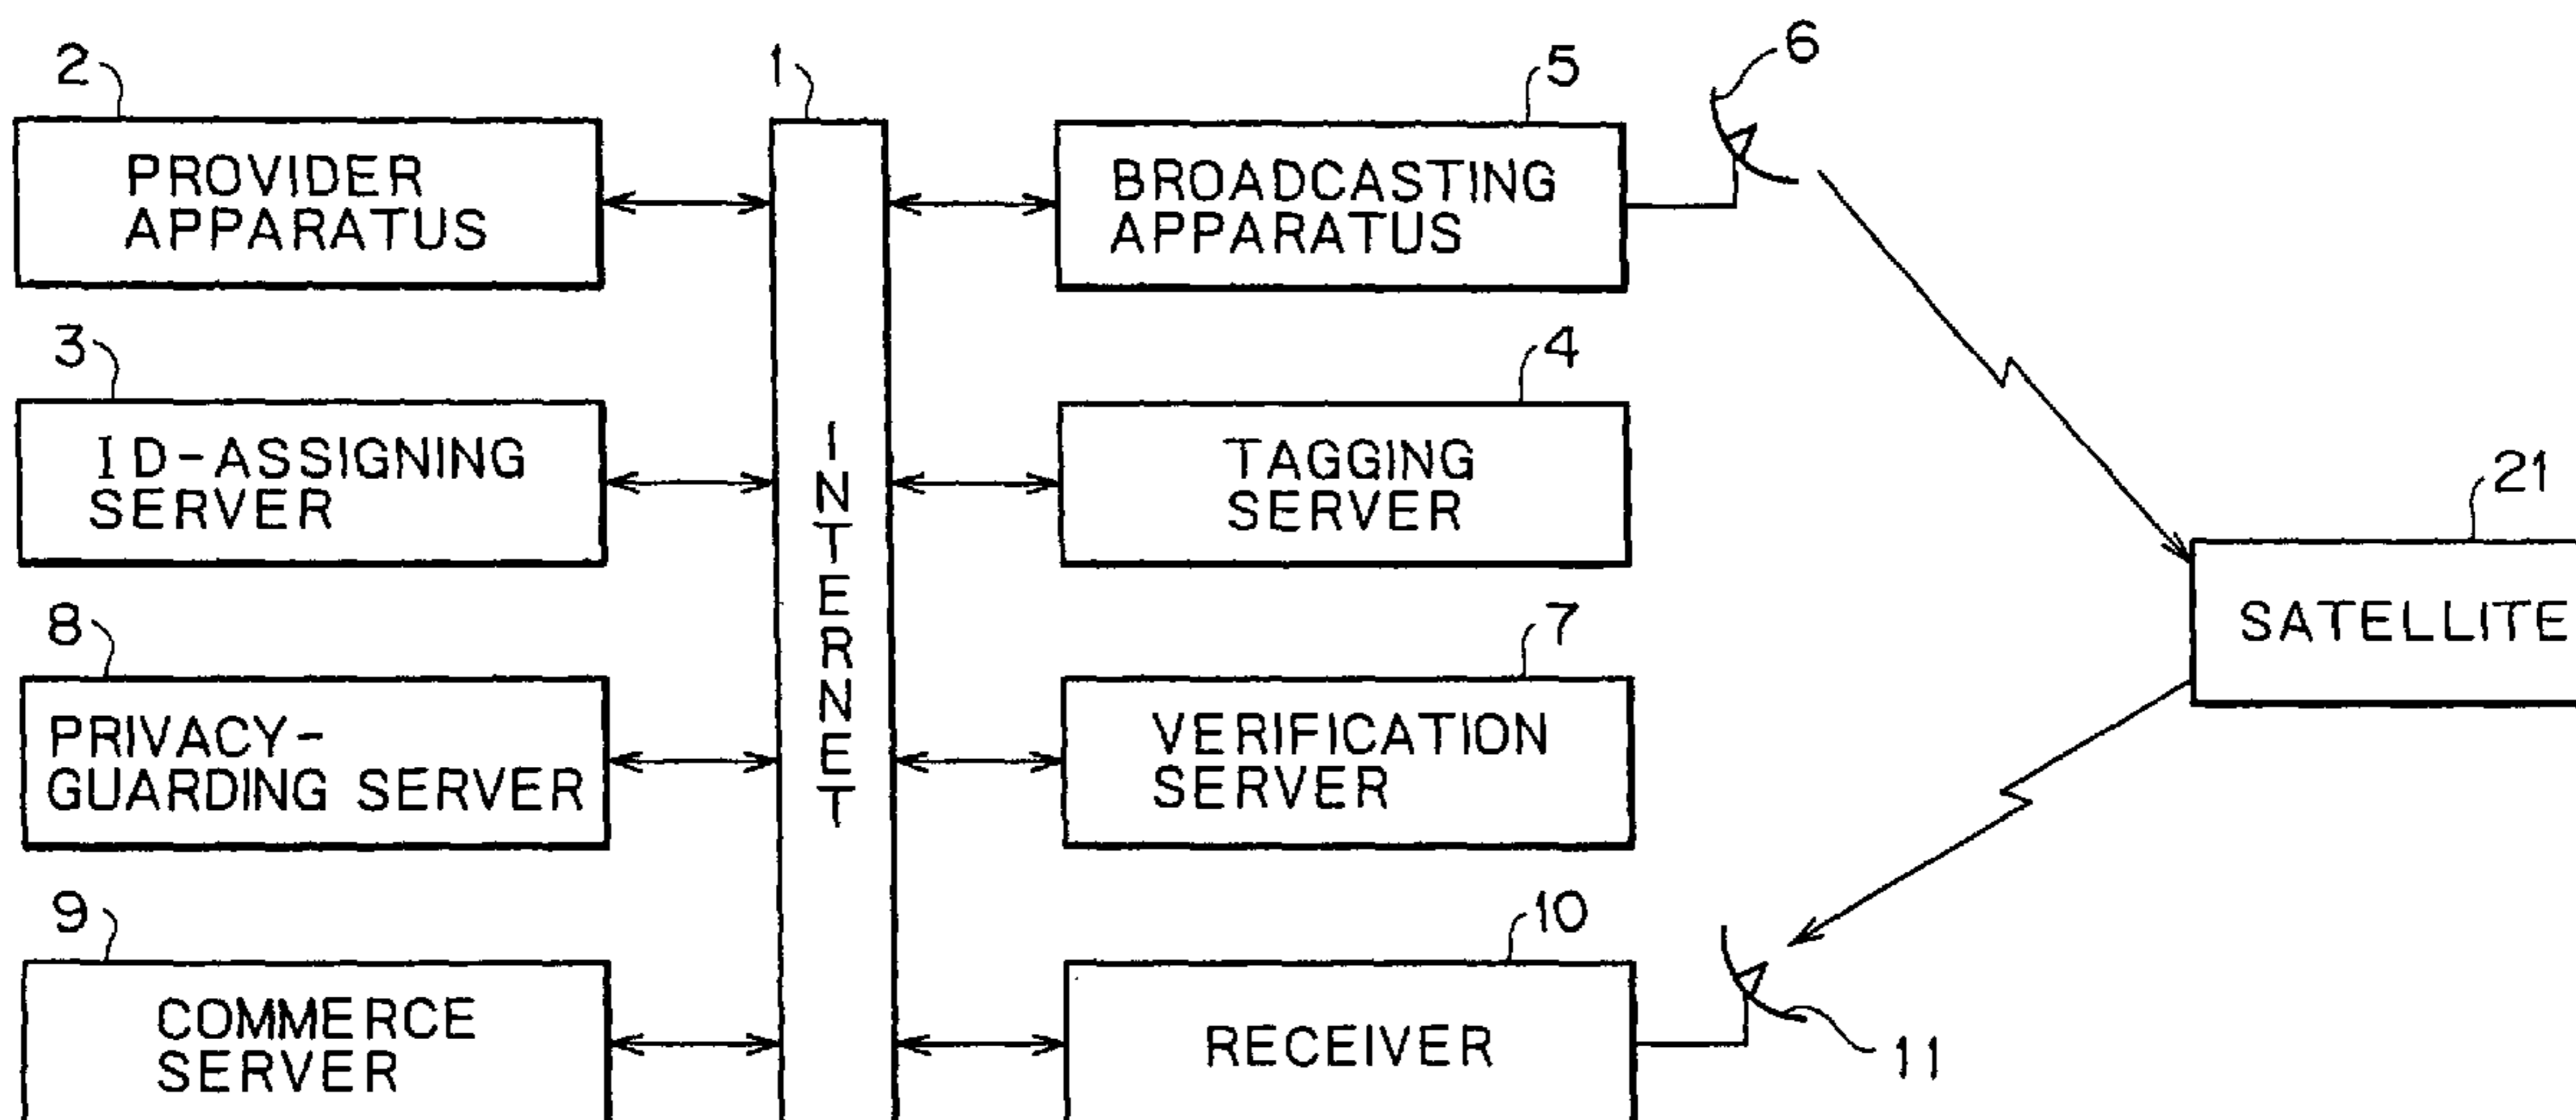 2
PROVIDER
APPARATUS
1
INTERNET
5
BROADCASTING
APPARATUS
6
3
ID-ASSIGNING
SERVER
4
TAGGING
SERVER
21
SATELLITE
8
PRIVACY-
GUARDING SERVER
7
VERIFICATION
SERVER
9
COMMERCE
SERVER
10
RECEIVER
11